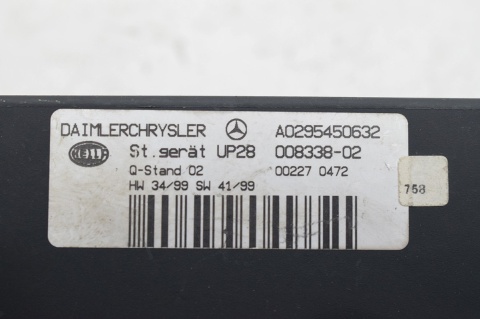 DAIMLERCHRYSLER A0295450632
HELLA St.gerät UP28 008338-02
Q-Stand 02 00227 0472
HW 34/99 SW 41/99
758